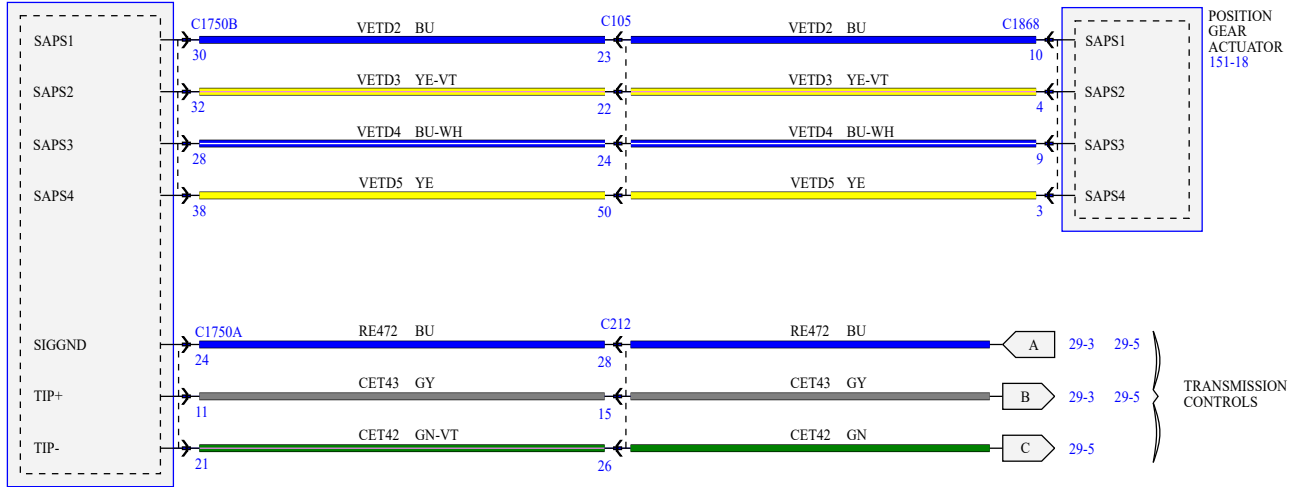 C1750B
C105
C1868
POSITION
GEAR
ACTUATOR
151-18
SAPS1
30
VETD2 BU
23
VETD2 BU
10
SAPS1
SAPS2
32
VETD3 YE-VT
22
VETD3 YE-VT
4
SAPS2
SAPS3
28
VETD4 BU-WH
24
VETD4 BU-WH
9
SAPS3
SAPS4
38
VETD5 YE
50
VETD5 YE
3
SAPS4
C1750A
C212
SIGGND
24
RE472 BU
28
RE472 BU
A
29-3 29-5
TIP+
11
CET43 GY
15
CET43 GY
B
29-3 29-5
TIP-
21
CET42 GN-VT
26
CET42 GN
C
29-5
TRANSMISSION
CONTROLS